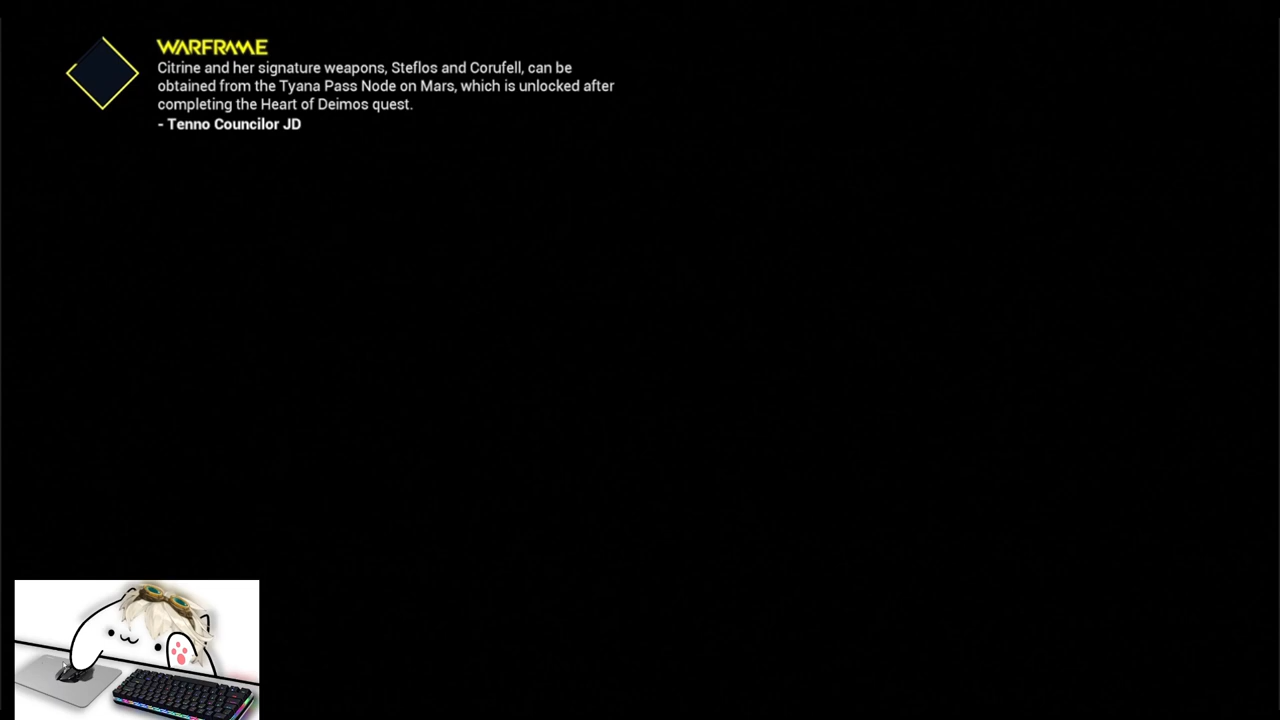 WARFRAME
Citrine and her signature weapons, Steflos and Corufell, can be
obtained from the Tyana Pass Node on Mars, which is unlocked after
completing the Heart of Deimos quest.
- Tenno Councilor JD